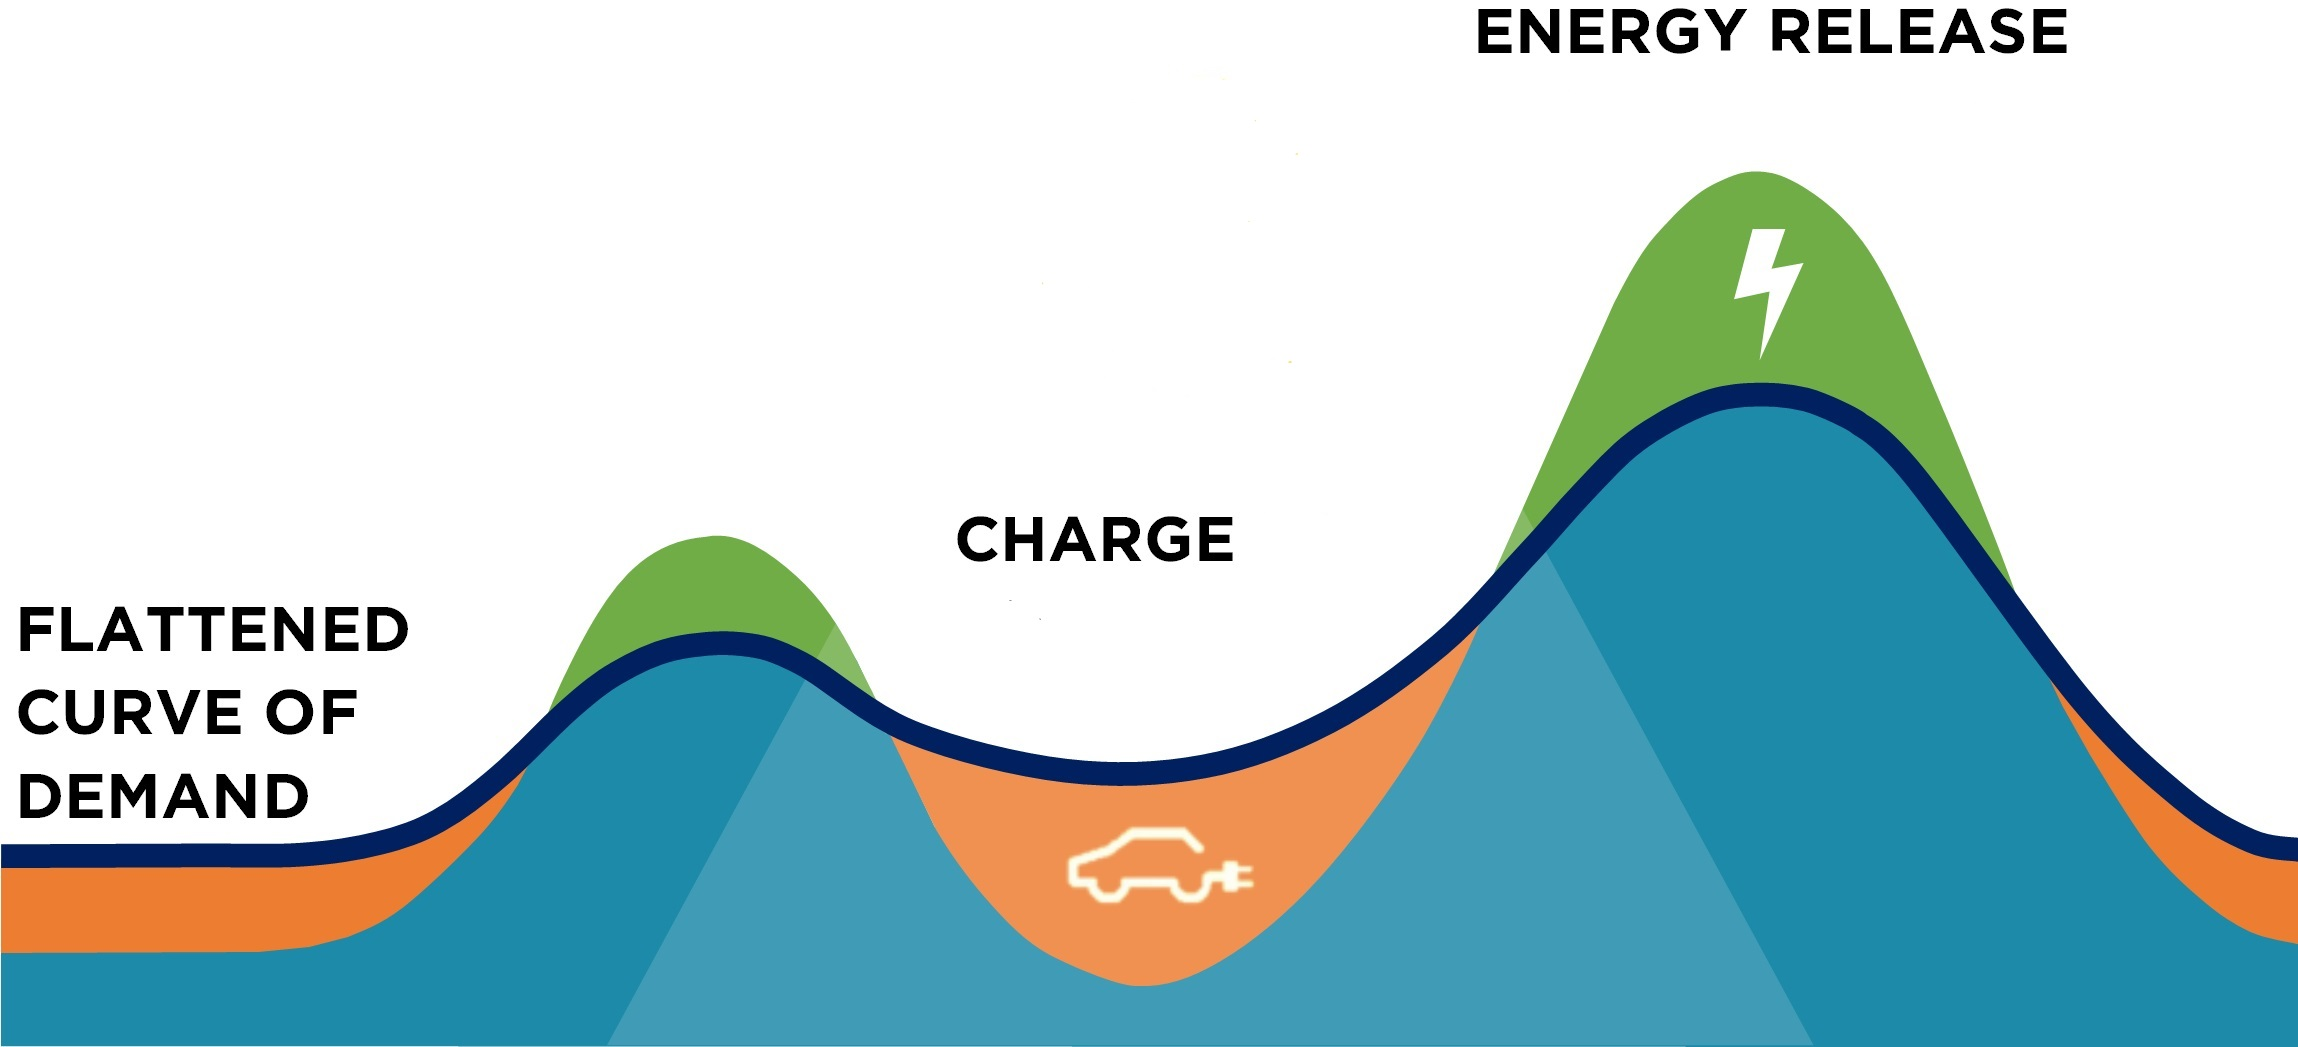 ENERGY RELEASE
CHARGE
FLATTENED
CURVE OF
DEMAND